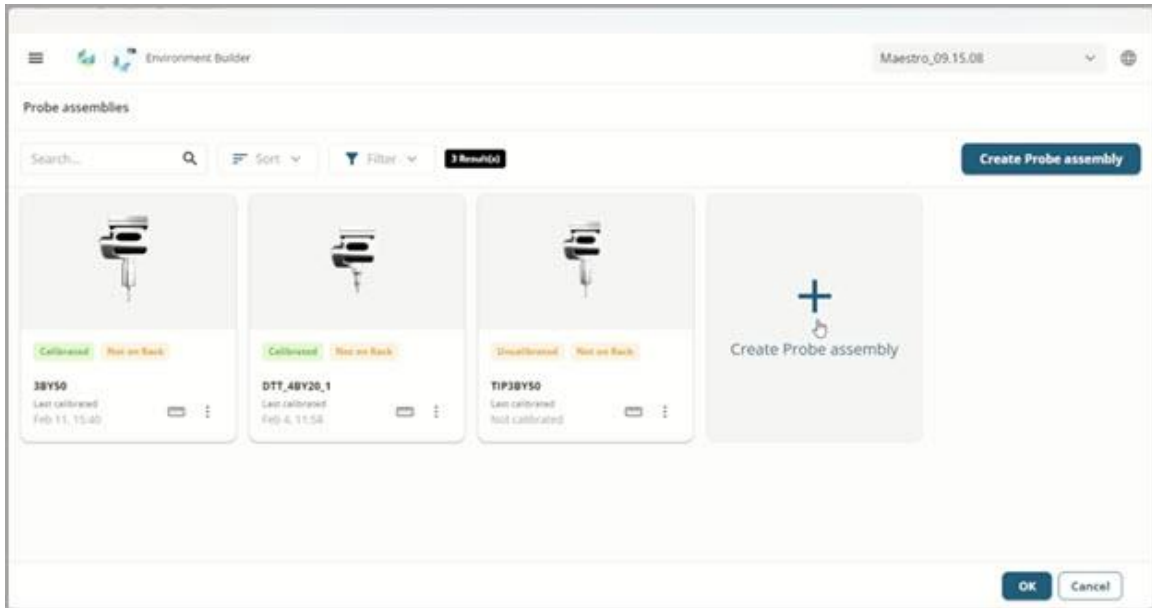 Environment Builder
Maestro_09.15.08
Probe assemblies
Search...
Sort
Filter
3 Result(s)
Create Probe assembly
Calibrated
Not on Rack
Calibrated
Not on Rack
Uncalibrated
Not on Rack
Create Probe assembly
3BY50
Last calibrated
Feb 11, 15:40
DTT_4BY20_1
Last calibrated
Feb 4, 11:58
TIP3BY50
Last calibrated
Not calibrated
OK
Cancel